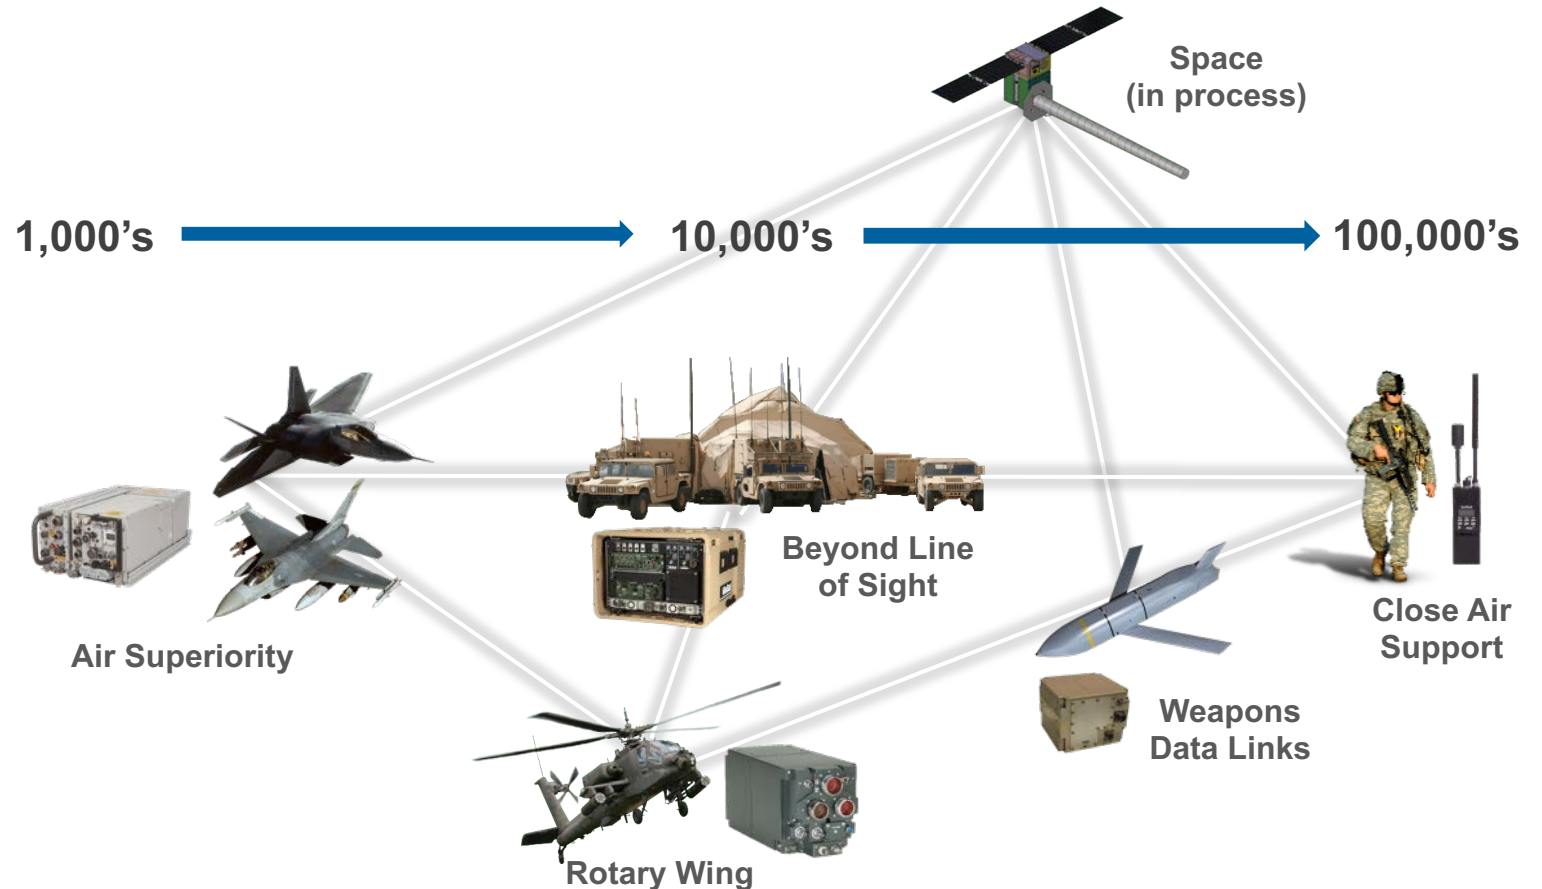 Space
(in process)
1,000’s
10,000’s
100,000’s
Beyond Line
of Sight
Air Superiority
Close Air
Support
Weapons
Data Links
Rotary Wing